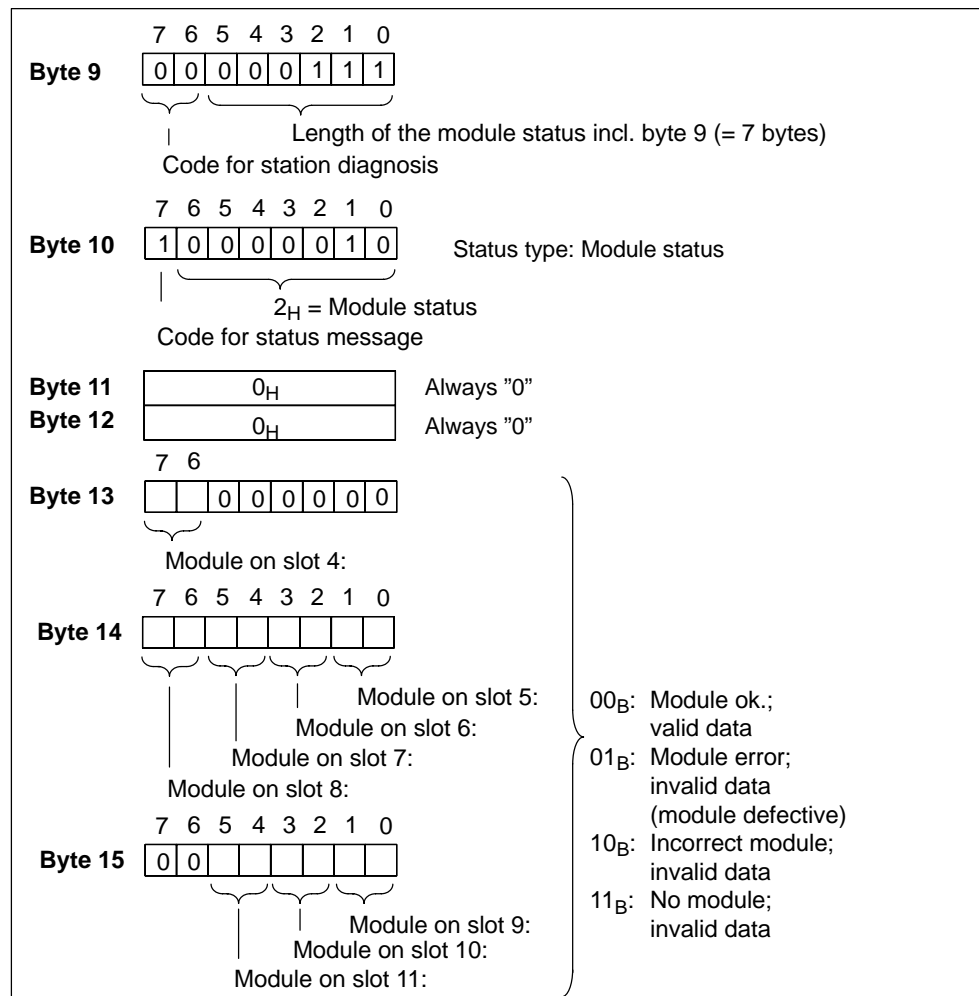 7 6 5 4 3 2 1 0
Byte 9 0 0 0 0 0 1 1 1
Length of the module status incl. byte 9 (= 7 bytes)
Code for station diagnosis
7 6 5 4 3 2 1 0
Byte 10 1 0 0 0 0 0 1 0 Status type: Module status
2H = Module status
Code for status message
Byte 11 0H Always ”0”
Byte 12 0H Always ”0”
7 6
Byte 13 0 0 0 0 0 0
Module on slot 4:
7 6 5 4 3 2 1 0
Byte 14
Module on slot 5:
Module on slot 6:
Module on slot 7:
Module on slot 8:
7 6 5 4 3 2 1 0
Byte 15 0 0
Module on slot 9:
Module on slot 10:
Module on slot 11:
00B: Module ok.;
valid data
01B: Module error;
invalid data
(module defective)
10B: Incorrect module;
invalid data
11B: No module;
invalid data